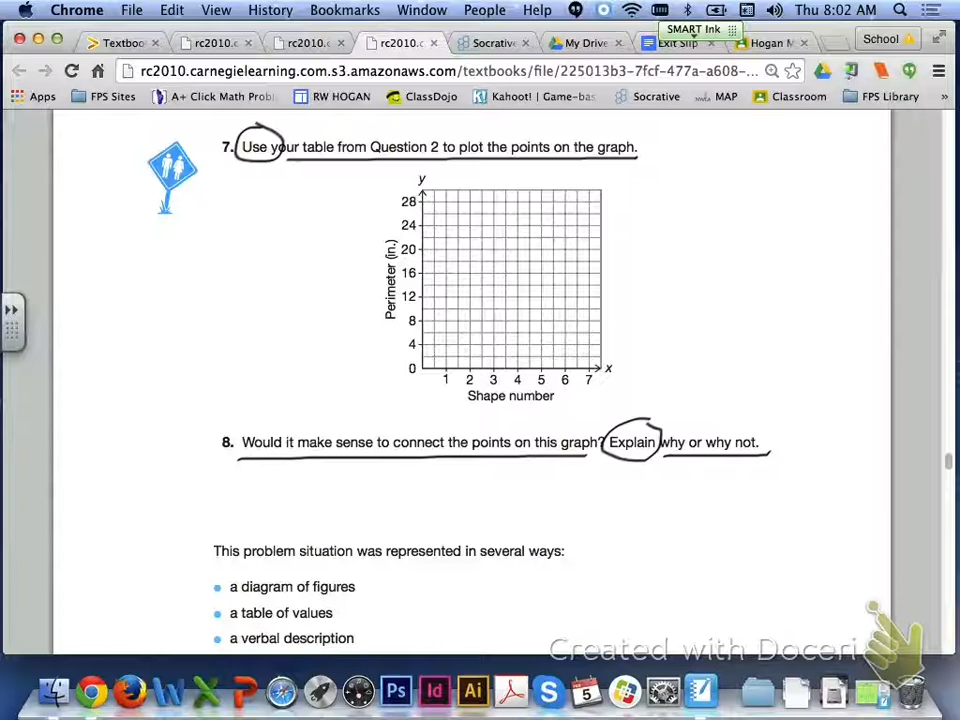 Chrome File Edit View History Bookmarks Window People Help Thu 8:02 AM
SMART Ink
Textboo rc2010.c rc2010.c rc2010.c Socrative My Drive Exit Slip Hogan M School
rc2010.carnegielearning.com.s3.amazonaws.com/textbooks/file/225013b3-7fcf-477a-a608-...
Apps FPS Sites A+ Click Math Prob RW HOGAN ClassDojo Kahoot! | Game-bas Socrative MAP Classroom FPS Library »
7. Use your table from Question 2 to plot the points on the graph.
y
28
24
20
16
12
8
4
0
Perimeter (in.)
x
1 2 3 4 5 6 7
Shape number
8. Would it make sense to connect the points on this graph? Explain why or why not.
This problem situation was represented in several ways:
• a diagram of figures
• a table of values
• a verbal description
Created with Doceri
W X P Ps Id Ai S 5